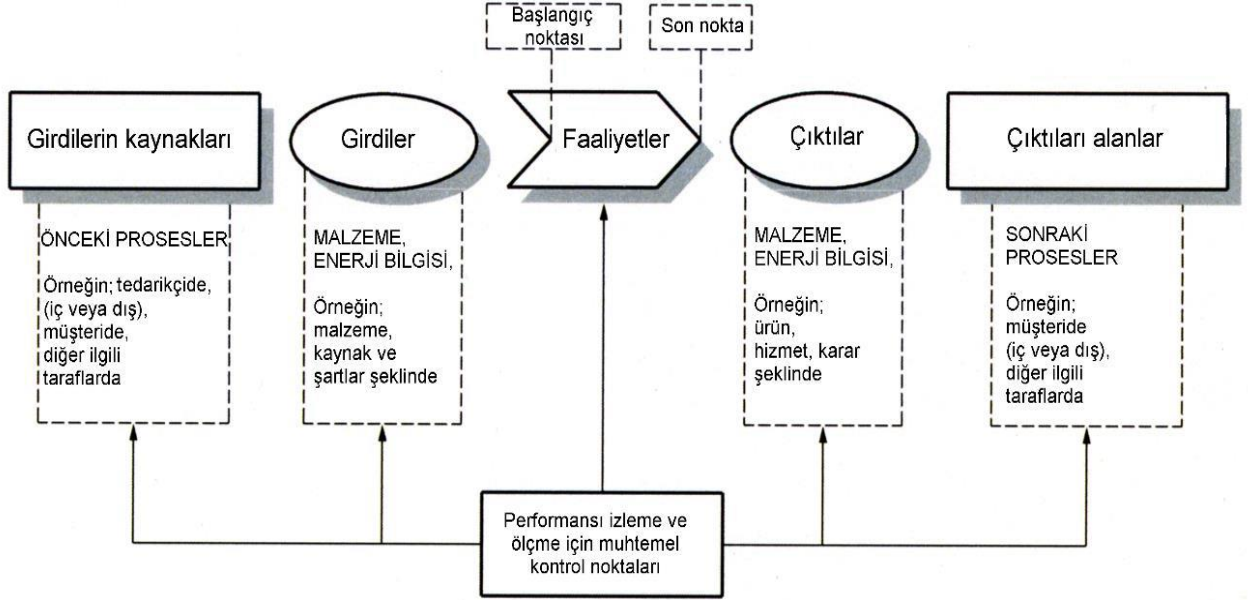 Başlangıç
noktası
Son nokta
Girdilerin kaynakları
Girdiler
Faaliyetler
Çıktılar
Çıktıları alanlar
ÖNCEKİ PROSESLER
Örneğin; tedarikçide,
(iç veya dış),
müşteride,
diğer ilgili
taraflarda
MALZEME,
ENERJİ BİLGİSİ,
Örneğin;
malzeme,
kaynak ve
şartlar şeklinde
MALZEME,
ENERJİ BİLGİSİ,
Örneğin;
ürün,
hizmet, karar
şeklinde
SONRAKİ
PROSESLER
Örneğin;
müşteride
(iç veya dış),
diğer ilgili
taraflarda
Performansı izleme ve
ölçme için muhtemel
kontrol noktaları